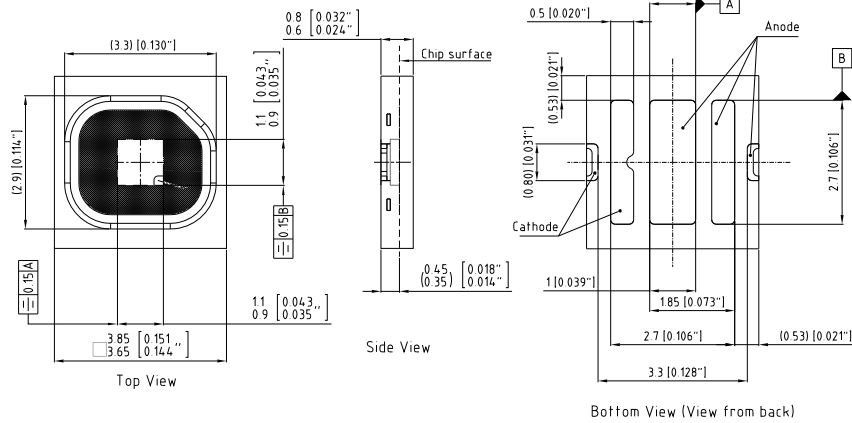 0.8 [0.032"]
0.6 [0.024"]
(3.3) [0.130"]
1.1 [0.043"]
0.9 [0.035"]
(2.9) [0.114"]
0.15 A
0.15 B
1.1 [0.043"]
0.9 [0.035"]
3.85 [0.151"]
3.65 [0.144"]
Top View
Chip surface
0.45 [0.018"]
(0.35) [0.014"]
Side View
0.5 [0.020"]
A
Anode
B
(0.53) [0.021"]
(0.80) [0.031"]
2.7 [0.106"]
Cathode
1 [0.039"]
1.85 [0.073"]
2.7 [0.106"]
(0.53) [0.021"]
3.3 [0.128"]
Bottom View (View from back)